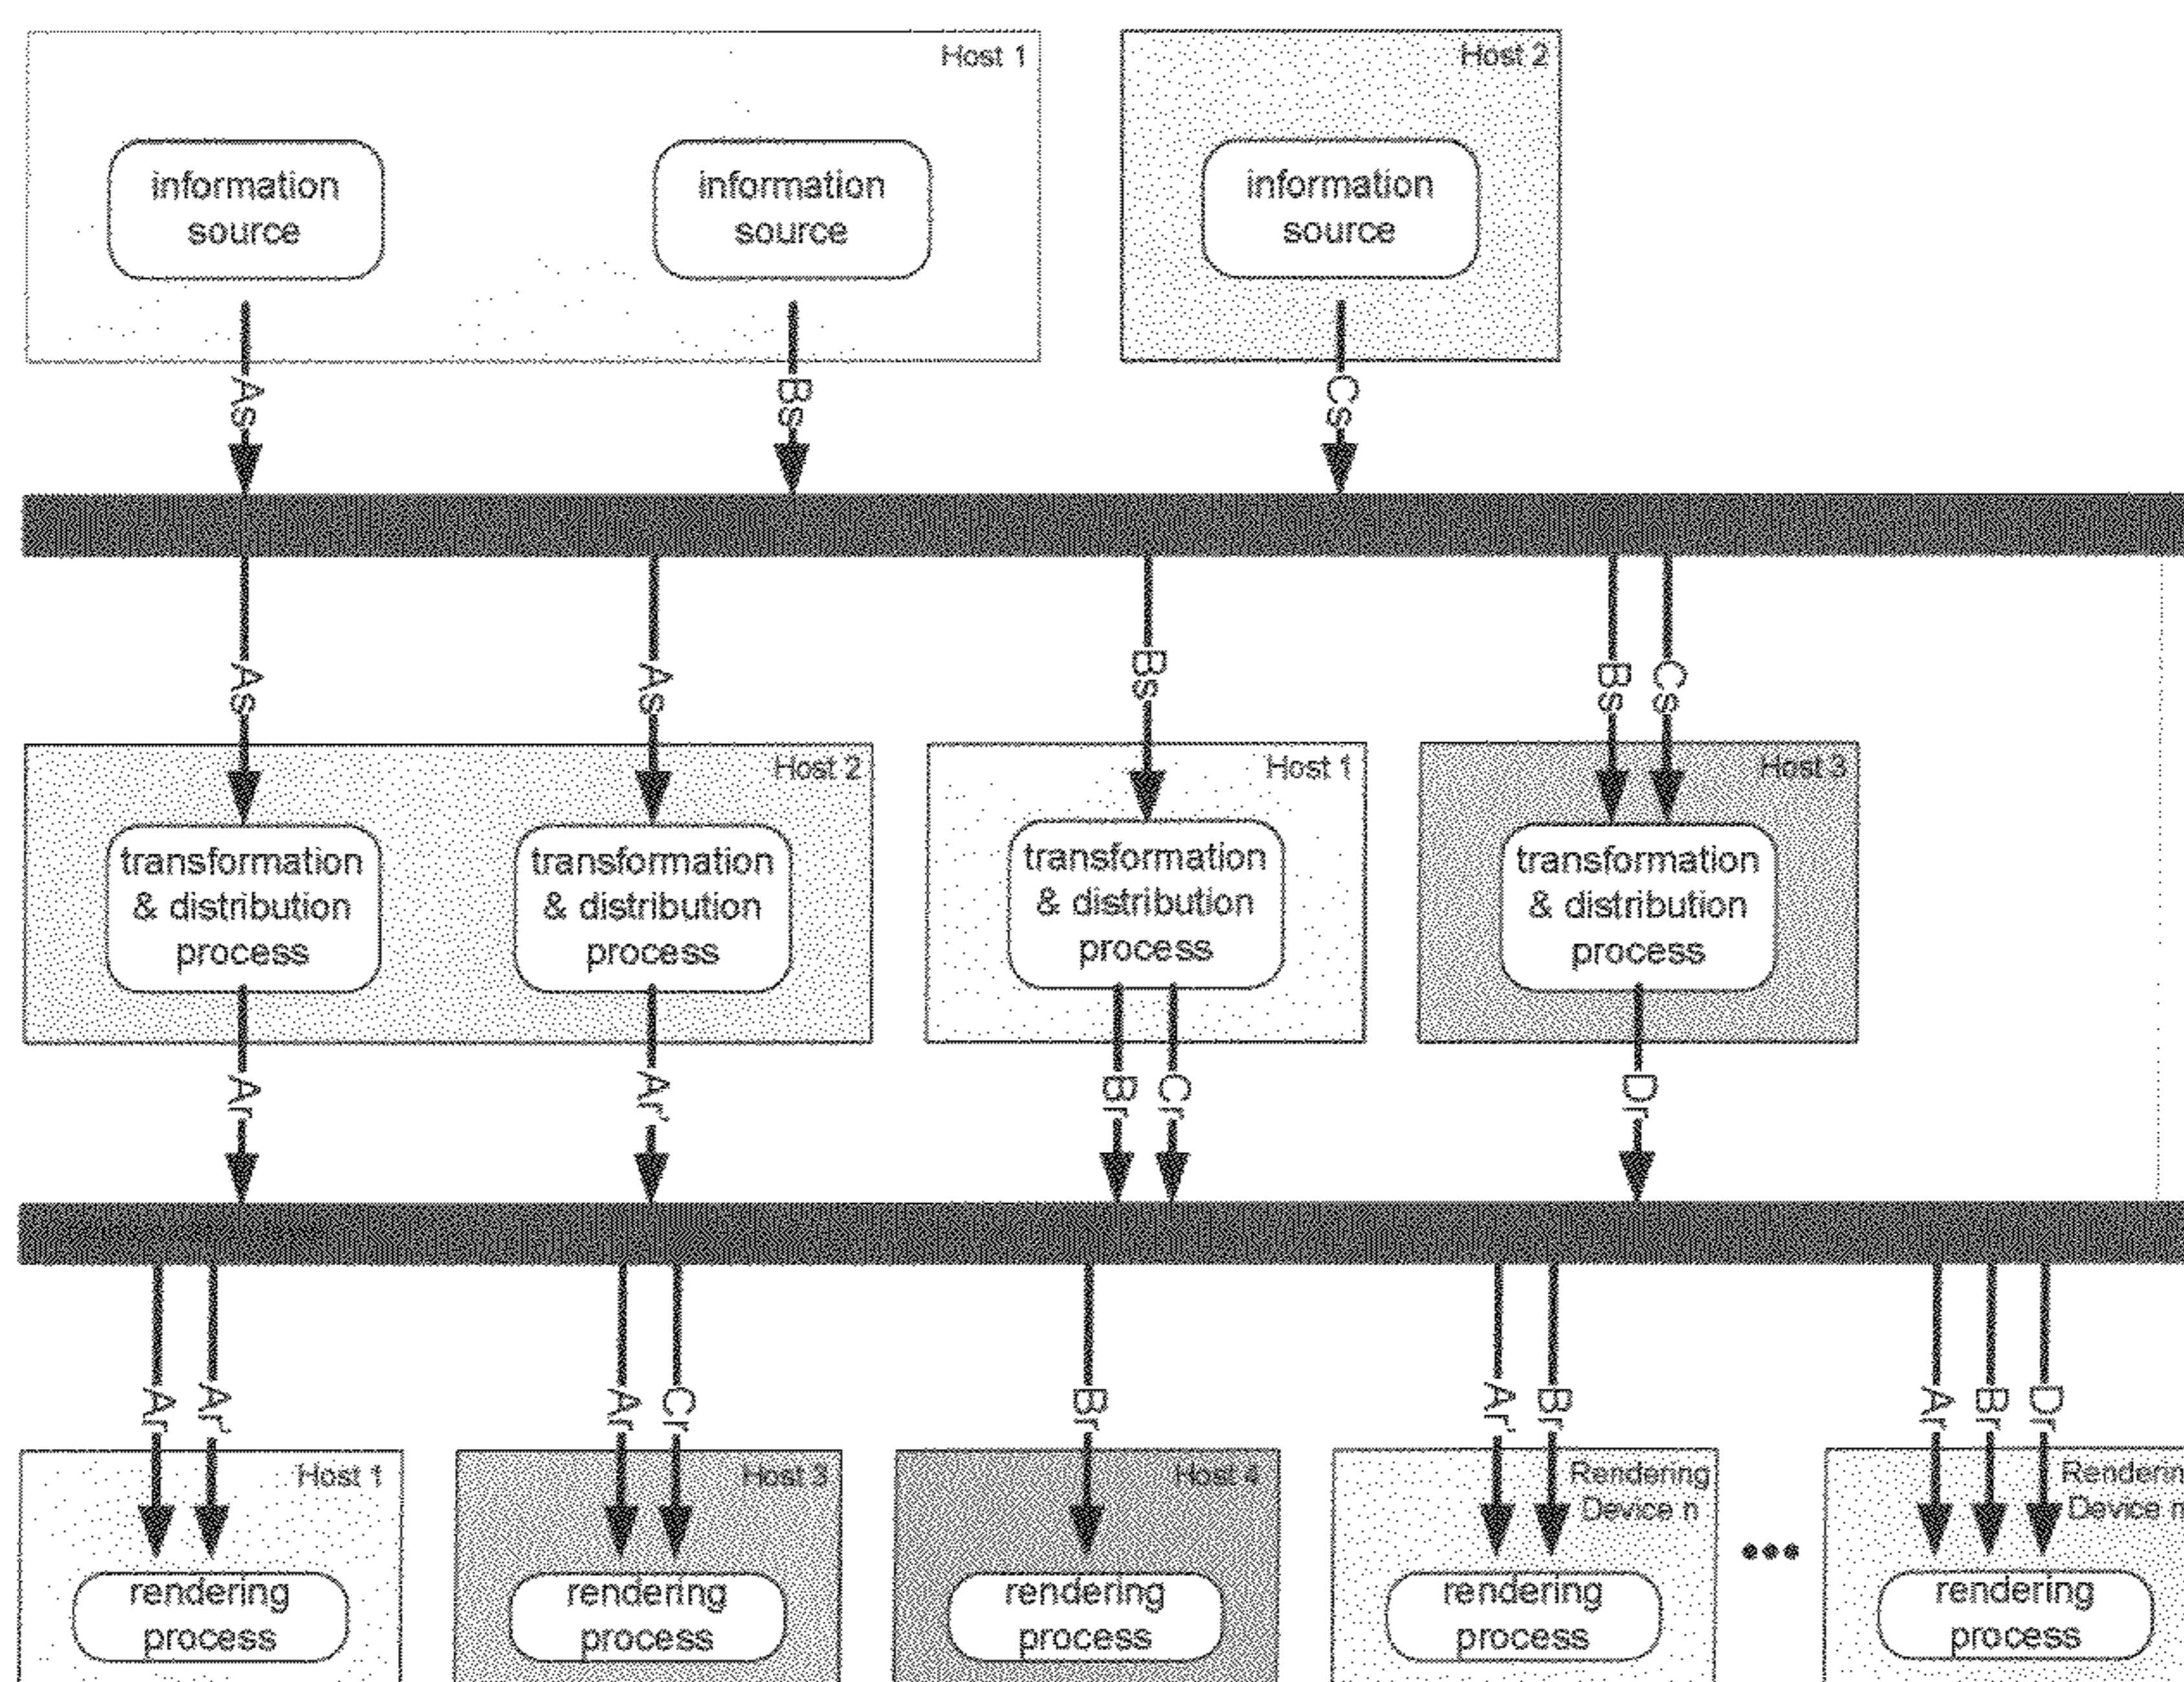 Host 1
Host 2
information
source
information
source
information
source
As
Bs
Cs
As
As
Bs
Bs
Cs
Host 2
Host 1
Host 3
transformation
& distribution
process
transformation
& distribution
process
transformation
& distribution
process
transformation
& distribution
process
Ar
Ar'
Br
Cr
Dr
Ar
Ar'
Ar
Cr
Br
Ar'
Br
Ar
Br
Dr
Host 1
Host 3
Host 4
Rendering
Device n
Renderin
Device
rendering
process
rendering
process
rendering
process
rendering
process
rendering
process